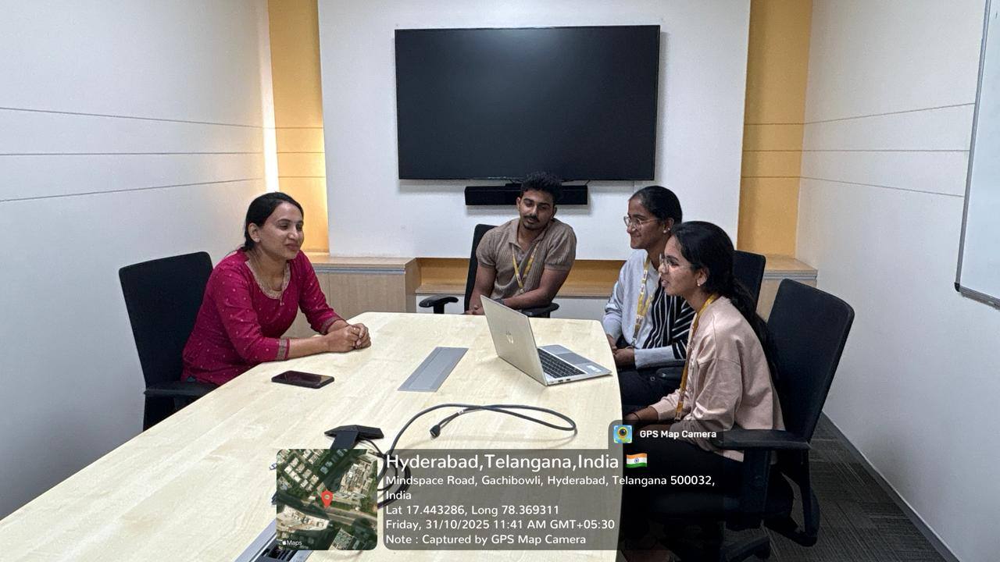 GPS Map Camera
Hyderabad,Telangana,India 🇮🇳
Mindspace Road, Gachibowli, Hyderabad, Telangana 500032,
India
Lat 17.443286, Long 78.369311
Friday, 31/10/2025 11:41 AM GMT+05:30
Note : Captured by GPS Map Camera
Maps